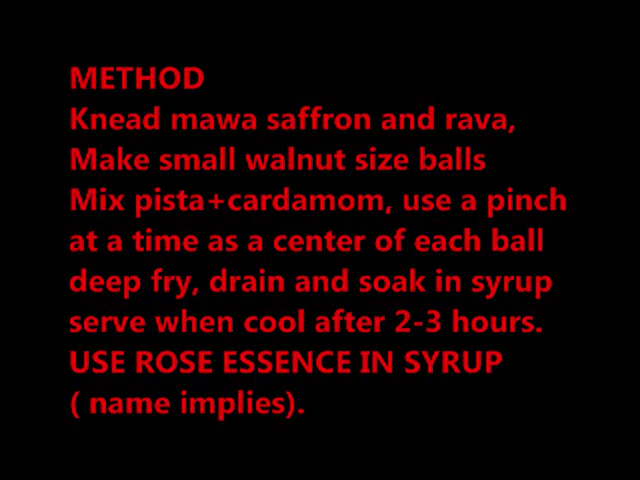 METHOD
Knead mawa saffron and rava,
Make small walnut size balls
Mix pista+cardamom, use a pinch
at a time as a center of each ball
deep fry, drain and soak in syrup
serve when cool after 2-3 hours.
USE ROSE ESSENCE IN SYRUP
( name implies).